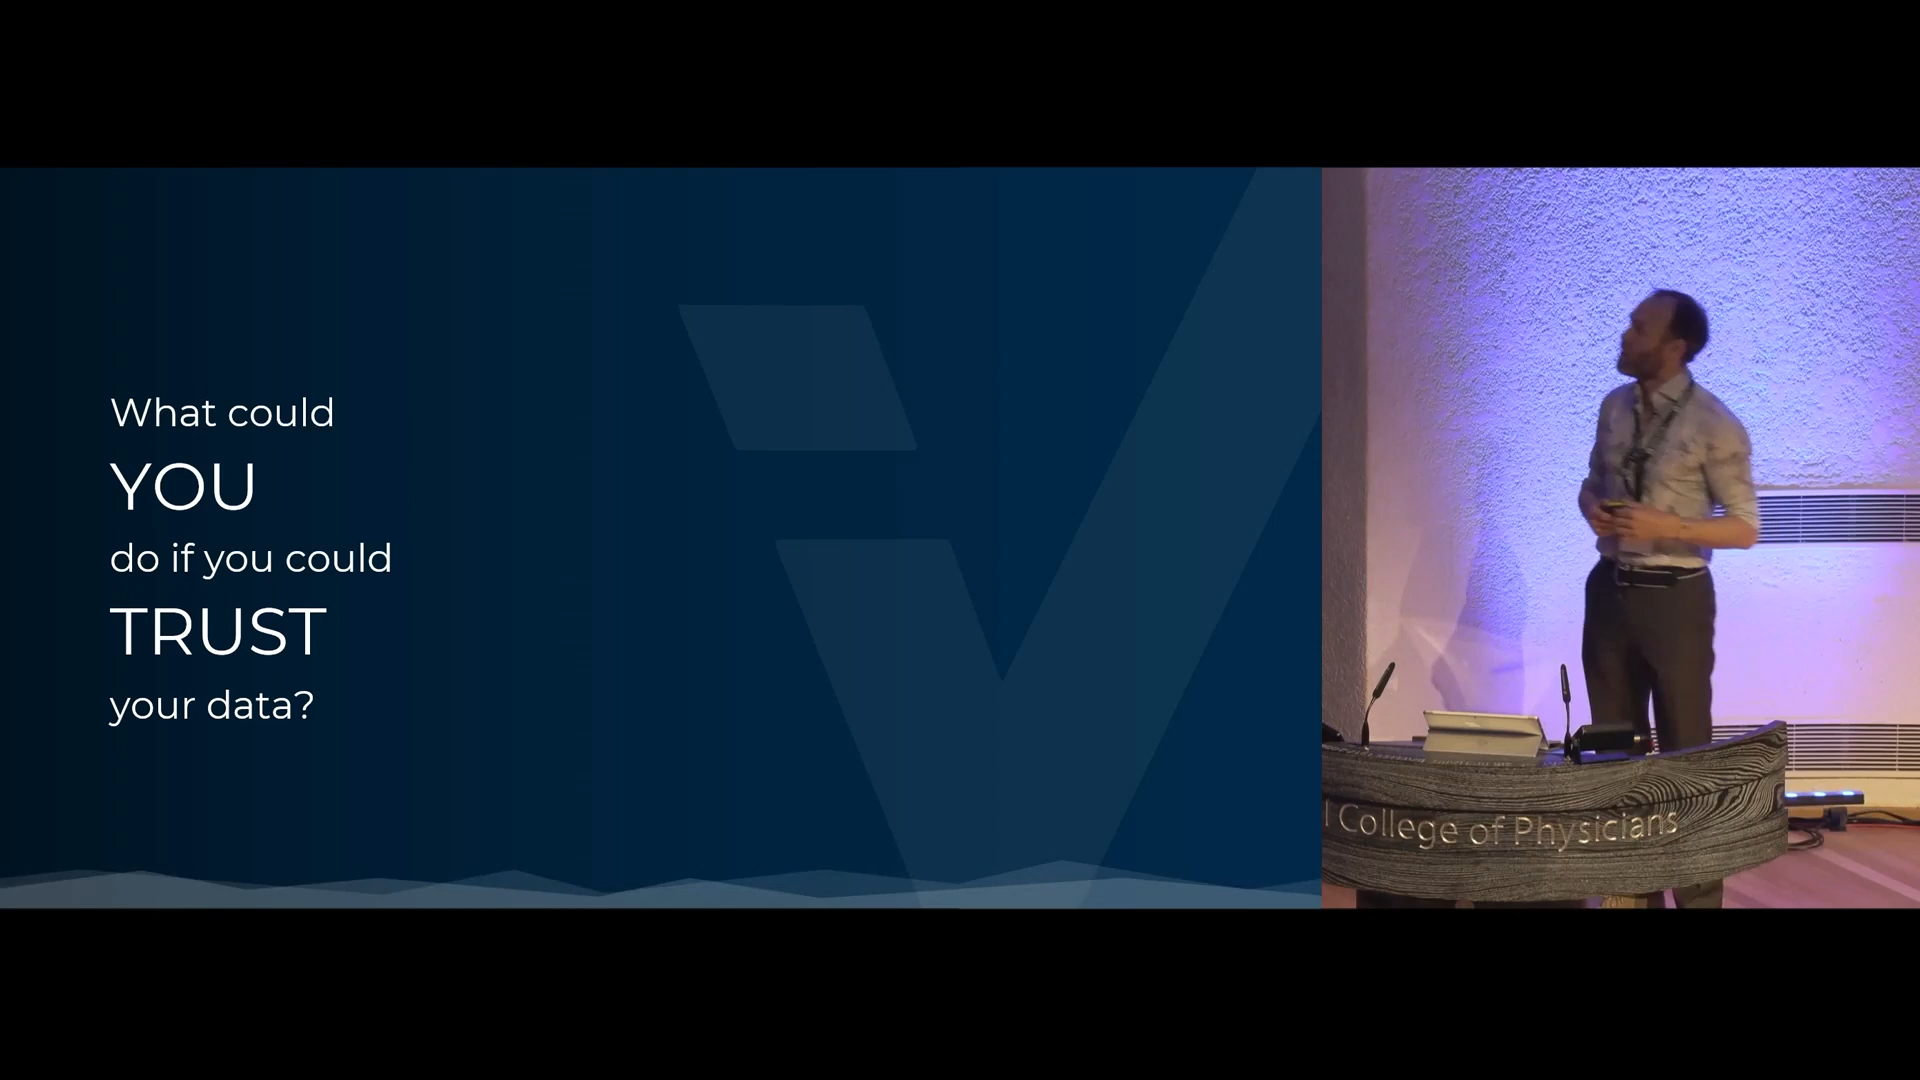 What could
YOU
do if you could
TRUST
your data?
l College of Physicians